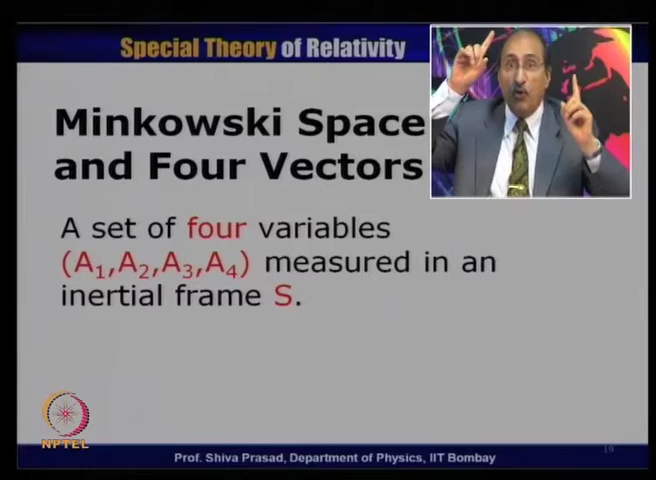 Special Theory of Relativity
Minkowski Space
and Four Vectors
A set of four variables
(A₁,A₂,A₃,A₄) measured in an
inertial frame S.
NPTEL
Prof. Shiva Prasad, Department of Physics, IIT Bombay
19